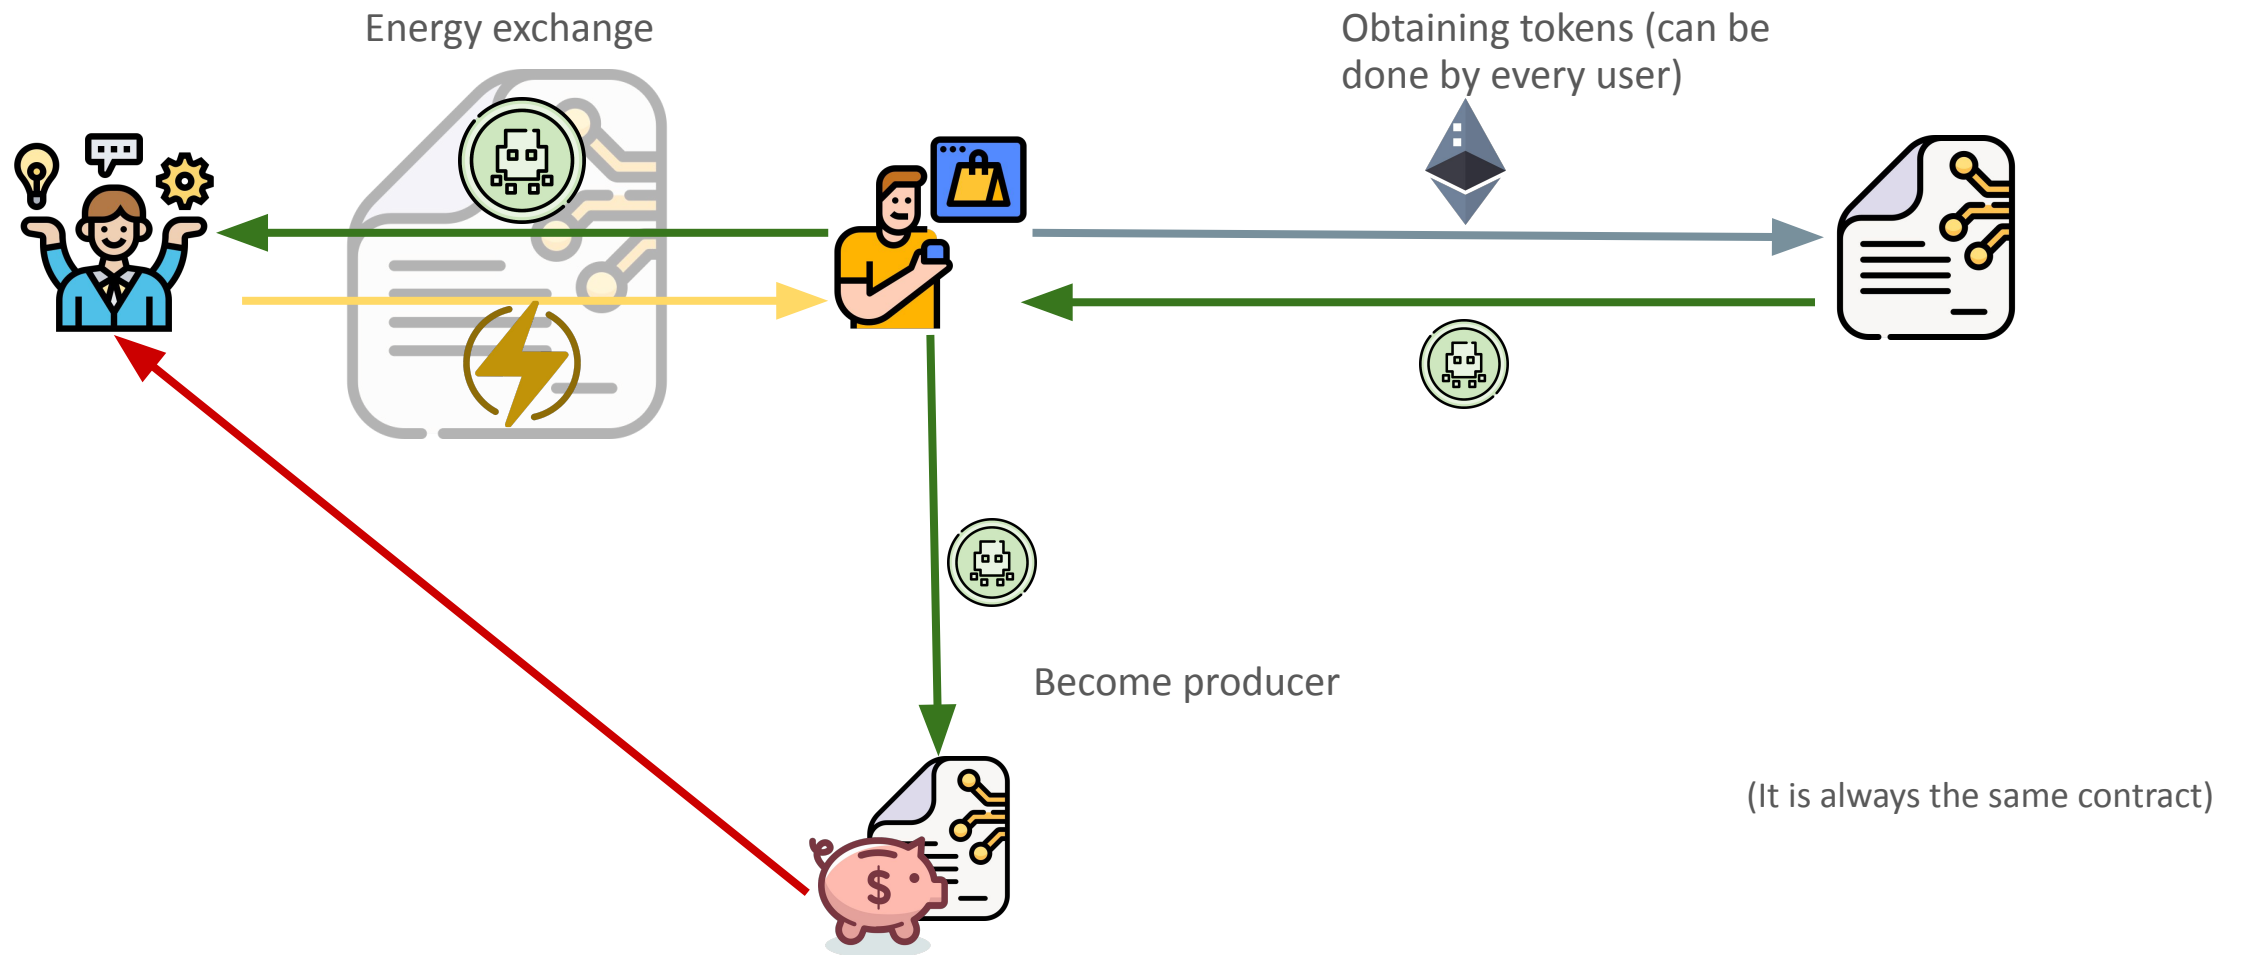 Energy exchange
Obtaining tokens (can be
done by every user)
$
Become producer
(It is always the same contract)